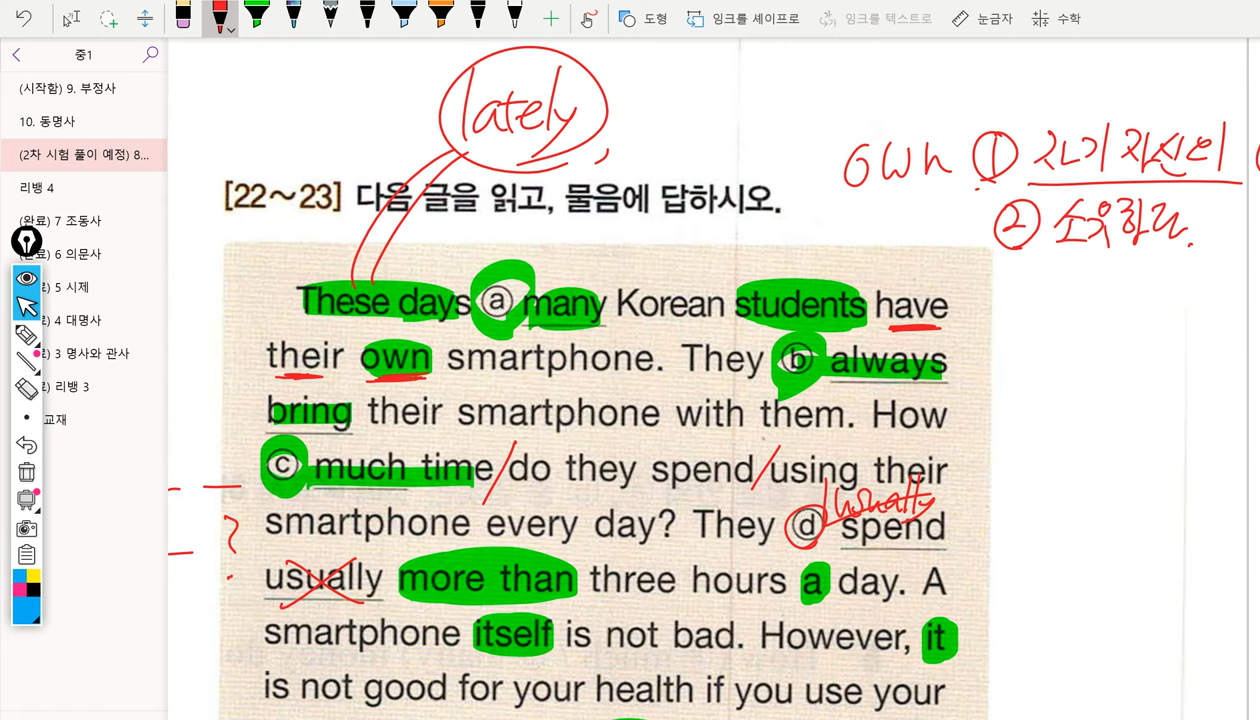 도형
잉크를 셰이프로
잉크를 텍스트로
눈금자
수학
중1
(시작함) 9. 부정사
10. 동명사
(2차 시험 풀이 예정) 8...
리뱅 4
(완료) 7 조동사
료) 6 의문사
료) 5 시제
료) 4 대명사
료) 3 명사와 관사
료) 리뱅 3
교재
lately,
own ① 자기 자신의
② 소유하다.
[22~23] 다음 글을 읽고, 물음에 답하시오.
These days ⓐ many Korean students have
their own smartphone. They ⓑ always
bring their smartphone with them. How
ⓒ much time / do they spend / using their
usually
smartphone every day? They ⓓ spend
usually more than three hours a day. A
smartphone itself is not bad. However, it
is not good for your health if you use your